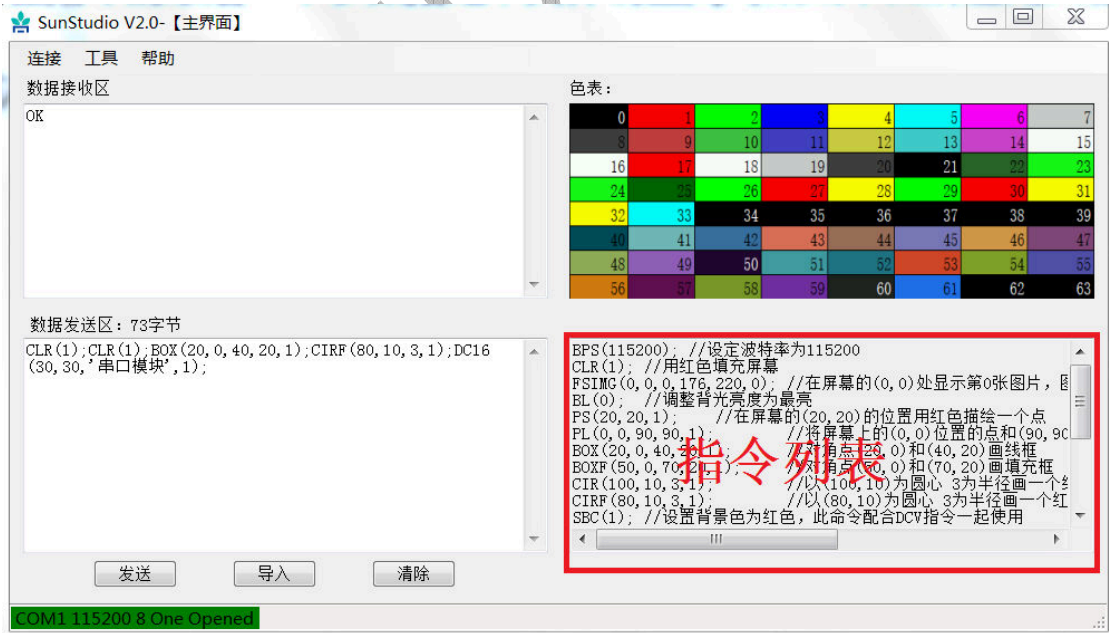 SunStudio V2.0-【主界面】
连接 工具 帮助
数据接收区
OK
色表：
0 1 2 3 4 5 6 7
8 9 10 11 12 13 14 15
16 17 18 19 20 21 22 23
24 25 26 27 28 29 30 31
32 33 34 35 36 37 38 39
40 41 42 43 44 45 46 47
48 49 50 51 52 53 54 55
56 57 58 59 60 61 62 63
数据发送区：73字节
CLR(1);CLR(1);BOX(20,0,40,20,1);CIRF(80,10,3,1);DC16
(30,30,'串口模块',1);
BPS(115200); //设定波特率为115200
CLR(1); //用红色填充屏幕
FSIMG(0,0,0,176,220,0); //在屏幕的(0,0)处显示第0张图片，
BL(0); //调整背光亮度为最亮
PS(20,20,1); //在屏幕的(20,20)的位置用红色描绘一个点
PL(0,0,90,90,1); //将屏幕上的(0,0)位置的点和(90,90
BOX(20,0,40,20,1); //对角点(20,0)和(40,20)画线框
BOXF(50,0,70,20,1); //对角点(50,0)和(70,20)画填充框
CIR(100,10,3,1); //以(100,10)为圆心 3为半径画一个
CIRF(80,10,3,1); //以(80,10)为圆心 3为半径画一个红
SBC(1); //设置背景色为红色，此命令配合DCV指令一起使用
指令列表
发送 导入 清除
COM1 115200 8 One Opened